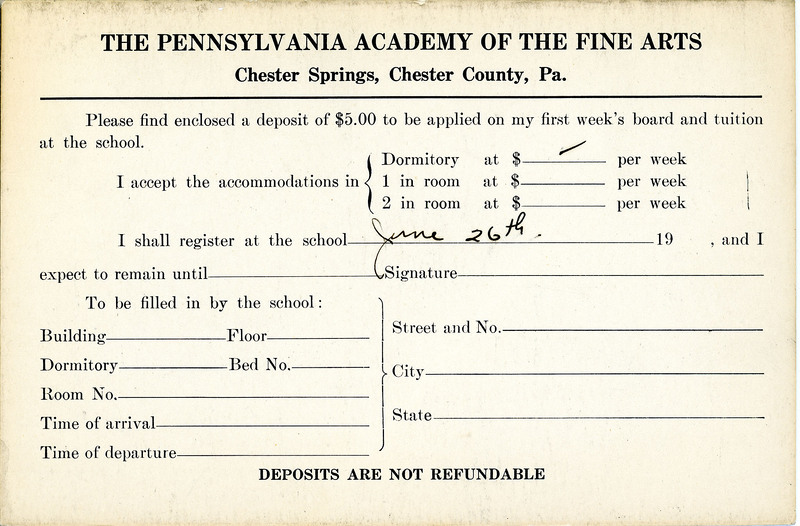 THE PENNSYLVANIA ACADEMY OF THE FINE ARTS
Chester Springs, Chester County, Pa.
Please find enclosed a deposit of $5.00 to be applied on my first week's board and tuition
at the school.
Dormitory at $ per week
I accept the accommodations in 1 in room at $ per week
2 in room at $ per week
I shall register at the school June 26th. 19 , and I
expect to remain until Signature
To be filled in by the school:
Street and No.
Building Floor
Dormitory Bed No.
City
Room No.
State
Time of arrival
Time of departure
DEPOSITS ARE NOT REFUNDABLE